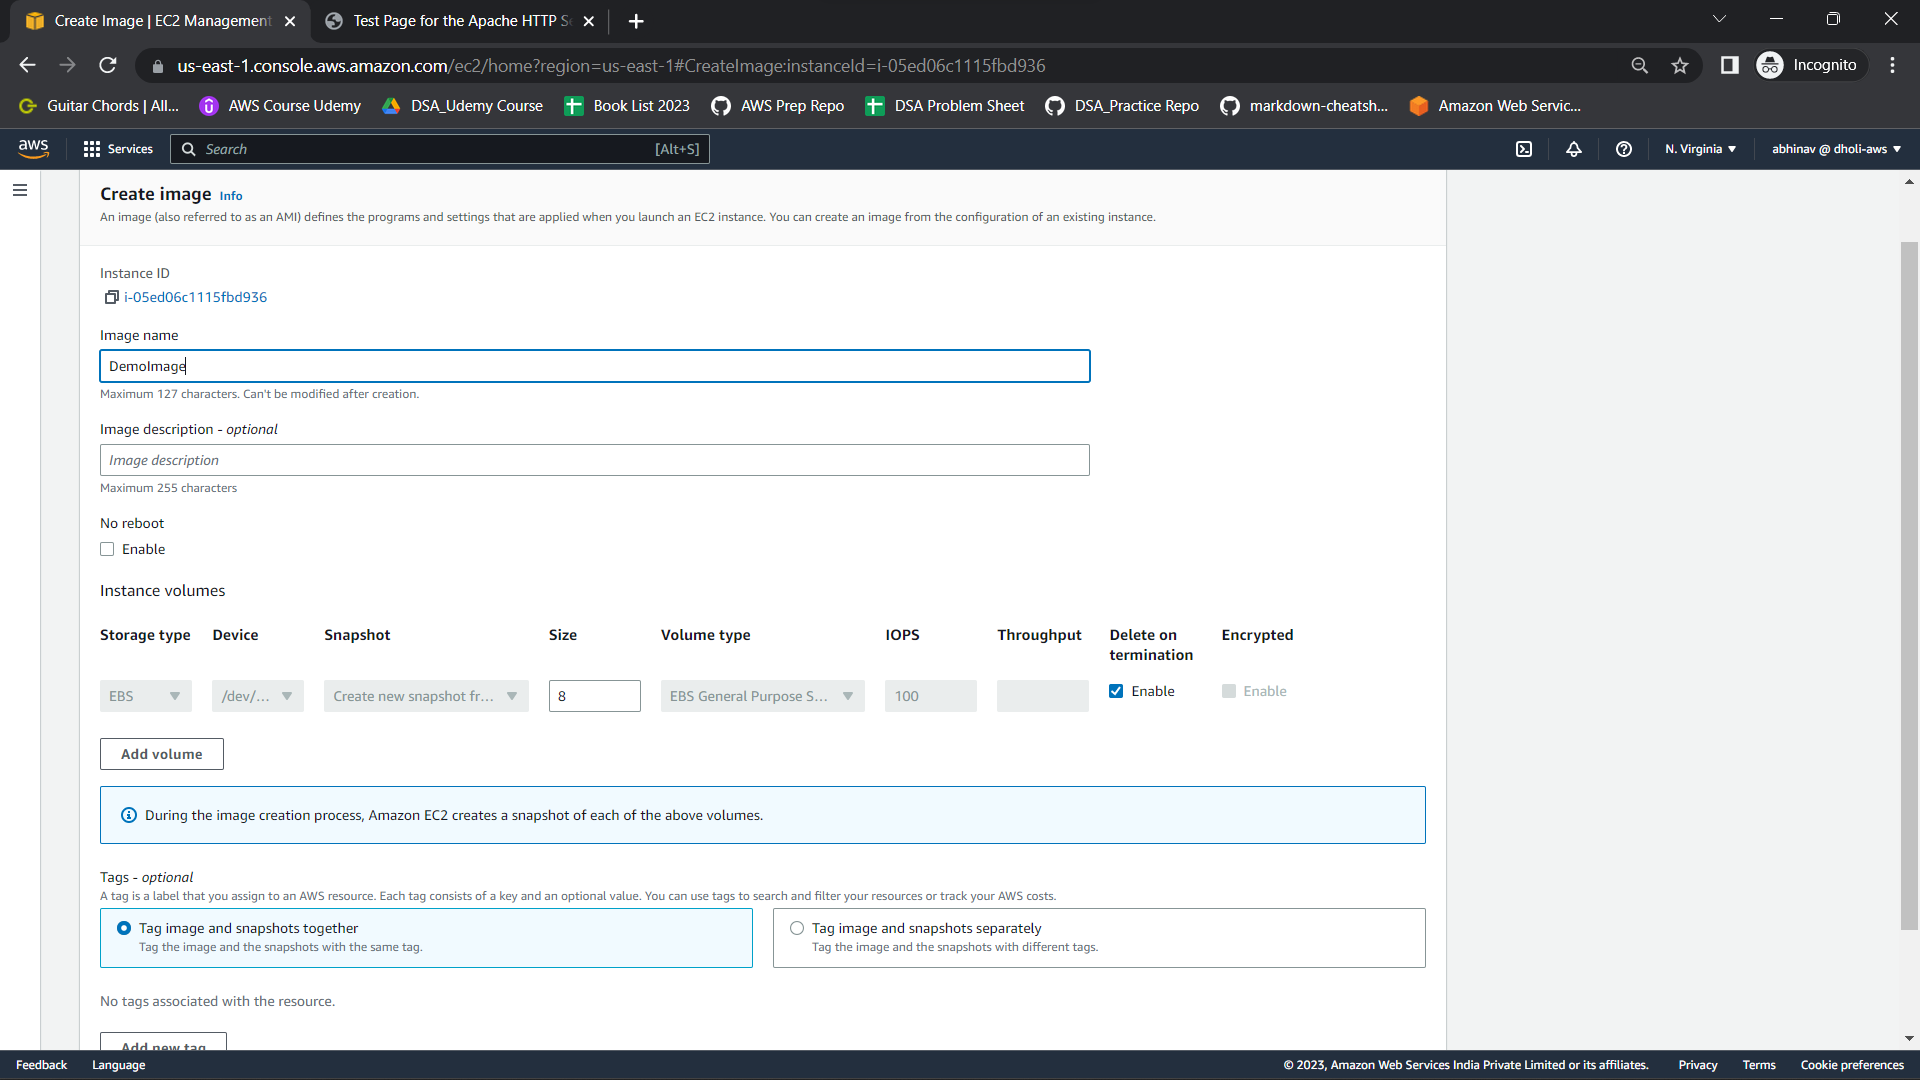 Create Image | EC2 Management
Test Page for the Apache HTTP Se
us-east-1.console.aws.amazon.com/ec2/home?region=us-east-1#CreateImage:instanceId=i-05ed06c1115fbd936
Incognito
Guitar Chords | All...
AWS Course Udemy
DSA_Udemy Course
Book List 2023
AWS Prep Repo
DSA Problem Sheet
DSA_Practice Repo
markdown-cheatsh...
Amazon Web Servic...
aws
Services
Search
[Alt+S]
N. Virginia
abhinav @ dholi-aws
Create image Info
An image (also referred to as an AMI) defines the programs and settings that are applied when you launch an EC2 instance. You can create an image from the configuration of an existing instance.
Instance ID
i-05ed06c1115fbd936
Image name
DemoImage
Maximum 127 characters. Can't be modified after creation.
Image description - optional
Image description
Maximum 255 characters
No reboot
Enable
Instance volumes
Storage type
Device
Snapshot
Size
Volume type
IOPS
Throughput
Delete on
termination
Encrypted
EBS
/dev/...
Create new snapshot fr...
8
EBS General Purpose S...
100
Enable
Enable
Add volume
During the image creation process, Amazon EC2 creates a snapshot of each of the above volumes.
Tags - optional
A tag is a label that you assign to an AWS resource. Each tag consists of a key and an optional value. You can use tags to search and filter your resources or track your AWS costs.
Tag image and snapshots together
Tag the image and the snapshots with the same tag.
Tag image and snapshots separately
Tag the image and the snapshots with different tags.
No tags associated with the resource.
Add new tag
Feedback
Language
© 2023, Amazon Web Services India Private Limited or its affiliates.
Privacy
Terms
Cookie preferences